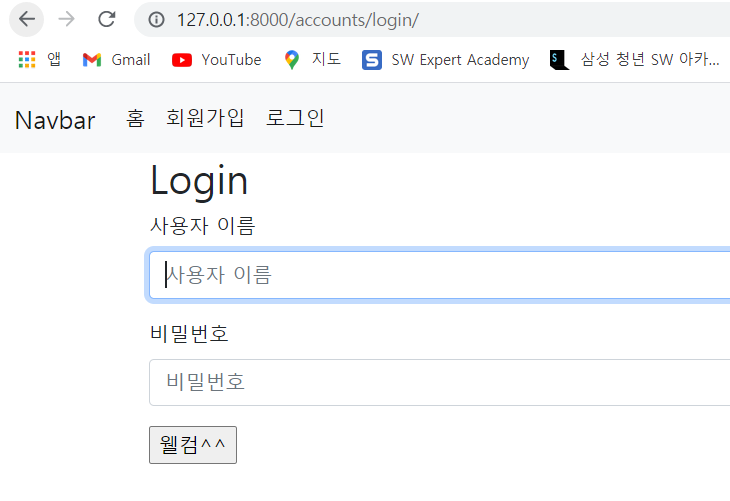 127.0.0.1:8000/accounts/login/
앱 Gmail YouTube 지도 SW Expert Academy S 삼성 청년 SW 아카...
Navbar 홈 회원가입 로그인
Login
사용자 이름
사용자 이름
비밀번호
비밀번호
웰컴^^